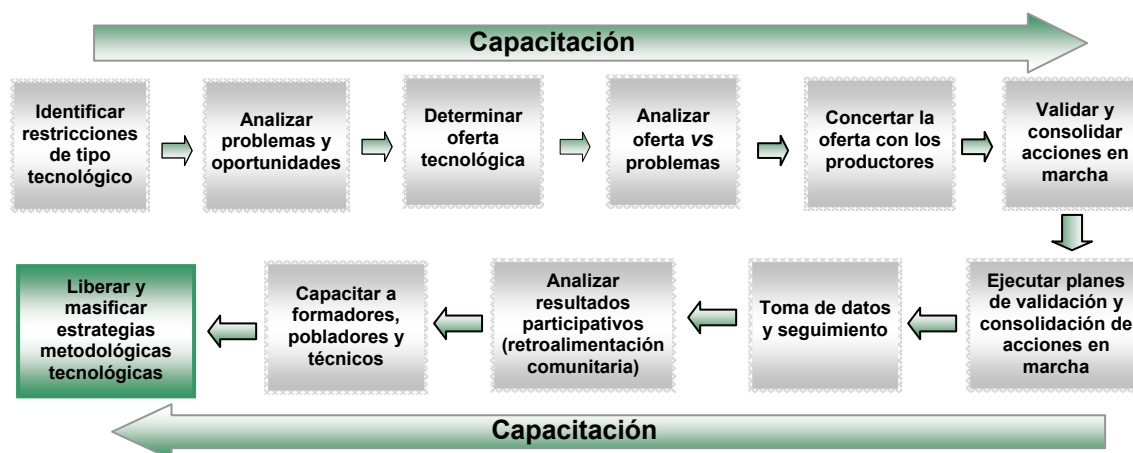 Capacitación
Identificar
restricciones
de tipo
tecnológico
Analizar
problemas y
oportunidades
Determinar
oferta
tecnológica
Analizar
oferta vs
problemas
Concertar la
oferta con los
productores
Validar y
consolidar
acciones en
marcha
Ejecutar planes
de validación y
consolidación de
acciones en
marcha
Toma de datos
y seguimiento
Analizar
resultados
participativos
(retroalimentación
comunitaria)
Capacitar a
formadores,
pobladores y
técnicos
Liberar y
masificar
estrategias
metodológicas
tecnológicas
Capacitación